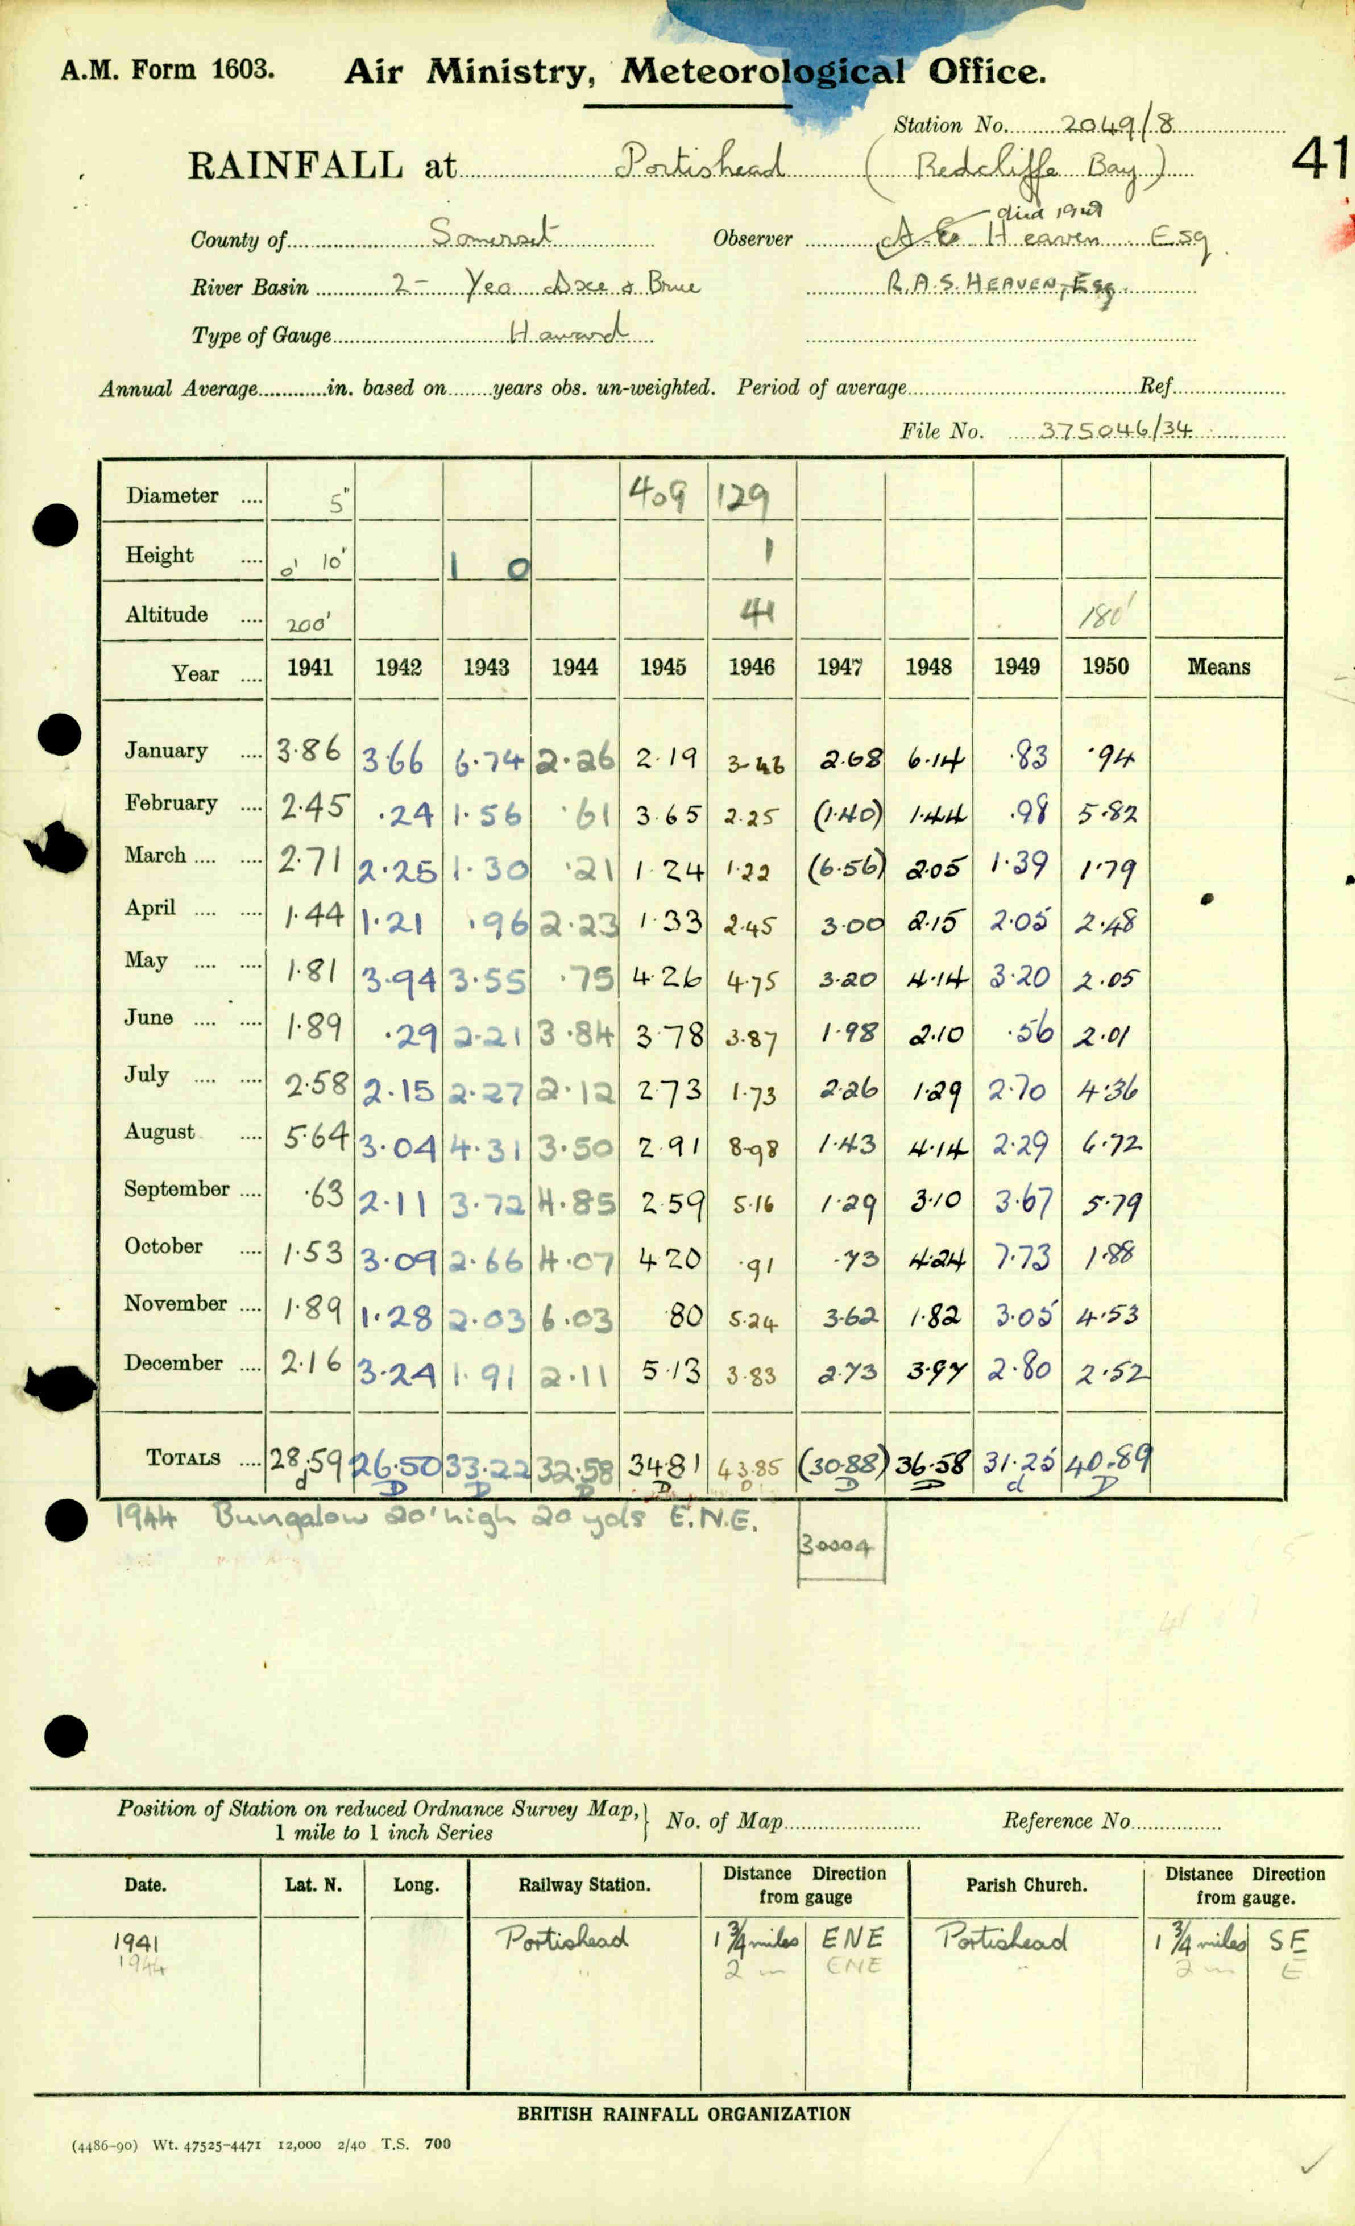 A.M. Form 1603. Air Ministry, Meteorological Office.
Station No. 2049/8
41
RAINFALL at Portishead (Redcliffe Bay)
died 1949
County of Somerset Observer A. E. Heaven Esq.
River Basin 2- Yeo Axe & Brue R.A.S. HEAVEN, Esq.
Type of Gauge Howard
Annual Average in. based on years obs. un-weighted. Period of average Ref.
File No. 375046/34
Diameter .... 5" 409 129
Height .... 0' 10" 1 0 1
Altitude .... 200' 41 180'
Year .... 1941 1942 1943 1944 1945 1946 1947 1948 1949 1950 Means
January .... 3.86 3.66 6.74 2.26 2.19 3.46 2.68 6.14 .83 .94
February .... 2.45 .24 1.56 .61 3.65 2.25 (1.40) 1.44 .98 5.82
March .... .... 2.71 2.25 1.30 .21 1.24 1.22 (6.56) 2.05 1.39 1.79
April .... .... 1.44 1.21 .96 2.23 1.33 2.45 3.00 2.15 2.05 2.48
May .... .... 1.81 3.94 3.55 .75 4.26 4.75 3.20 4.14 3.20 2.05
June .... .... 1.89 .29 2.21 3.84 3.78 3.87 1.98 2.10 .56 2.01
July .... .... 2.58 2.15 2.27 2.12 2.73 1.73 2.26 1.29 2.70 4.36
August .... 5.64 3.04 4.31 3.50 2.91 8.98 1.43 4.14 2.29 6.72
September .... .63 2.11 3.72 4.85 2.59 5.16 1.29 3.10 3.67 5.79
October .... 1.53 3.09 2.66 4.07 4.20 .91 .73 4.24 7.73 1.88
November .... 1.89 1.28 2.03 6.03 80 5.24 3.62 1.82 3.05 4.53
December .... 2.16 3.24 1.91 2.11 5.13 3.83 2.73 3.97 2.80 2.52
TOTALS .... 28.59 26.50 33.22 32.58 34.81 43.85 (30.88) 36.58 31.25 40.89
d D D D D D D D d D
1944 Bungalow 20' high 20 yds E.N.E.
30004
Position of Station on reduced Ordnance Survey Map, 1 mile to 1 inch Series No. of Map Reference No.
Date. Lat. N. Long. Railway Station. Distance Direction from gauge Parish Church. Distance Direction from gauge.
1941 Portishead 1 3/4 miles ENE Portishead 1 3/4 miles SE
1944 " 2 m ENE " 2 m E
BRITISH RAINFALL ORGANIZATION
(4486-90) Wt. 47525-4471 12,000 2/40 T.S. 700